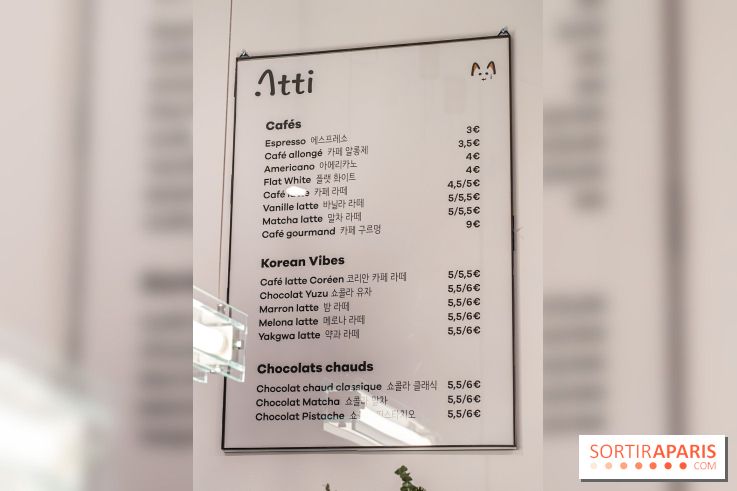 Atti
Cafés
Espresso 에스프레소 3€
Café allongé 카페 알롱제 3,5€
Americano 아메리카노 4€
Flat White 플랫 화이트 4€
Café latte 카페 라떼 4,5/5€
Vanille latte 바닐라 라떼 5/5,5€
Matcha latte 말차 라떼 5/5,5€
Café gourmand 카페 구르멍 9€
Korean Vibes
Café latte Coréen 코리안 카페 라떼 5/5,5€
Chocolat Yuzu 쇼콜라 유자 5,5/6€
Marron latte 밤 라떼 5,5/6€
Melona latte 메로나 라떼 5,5/6€
Yakgwa latte 약과 라떼 5,5/6€
Chocolats chauds
Chocolat chaud classique 쇼콜라 클래식 5,5/6€
Chocolat Matcha 쇼콜라 말차 5,5/6€
Chocolat Pistache 5,5/6€
SORTIRAPARIS
.COM